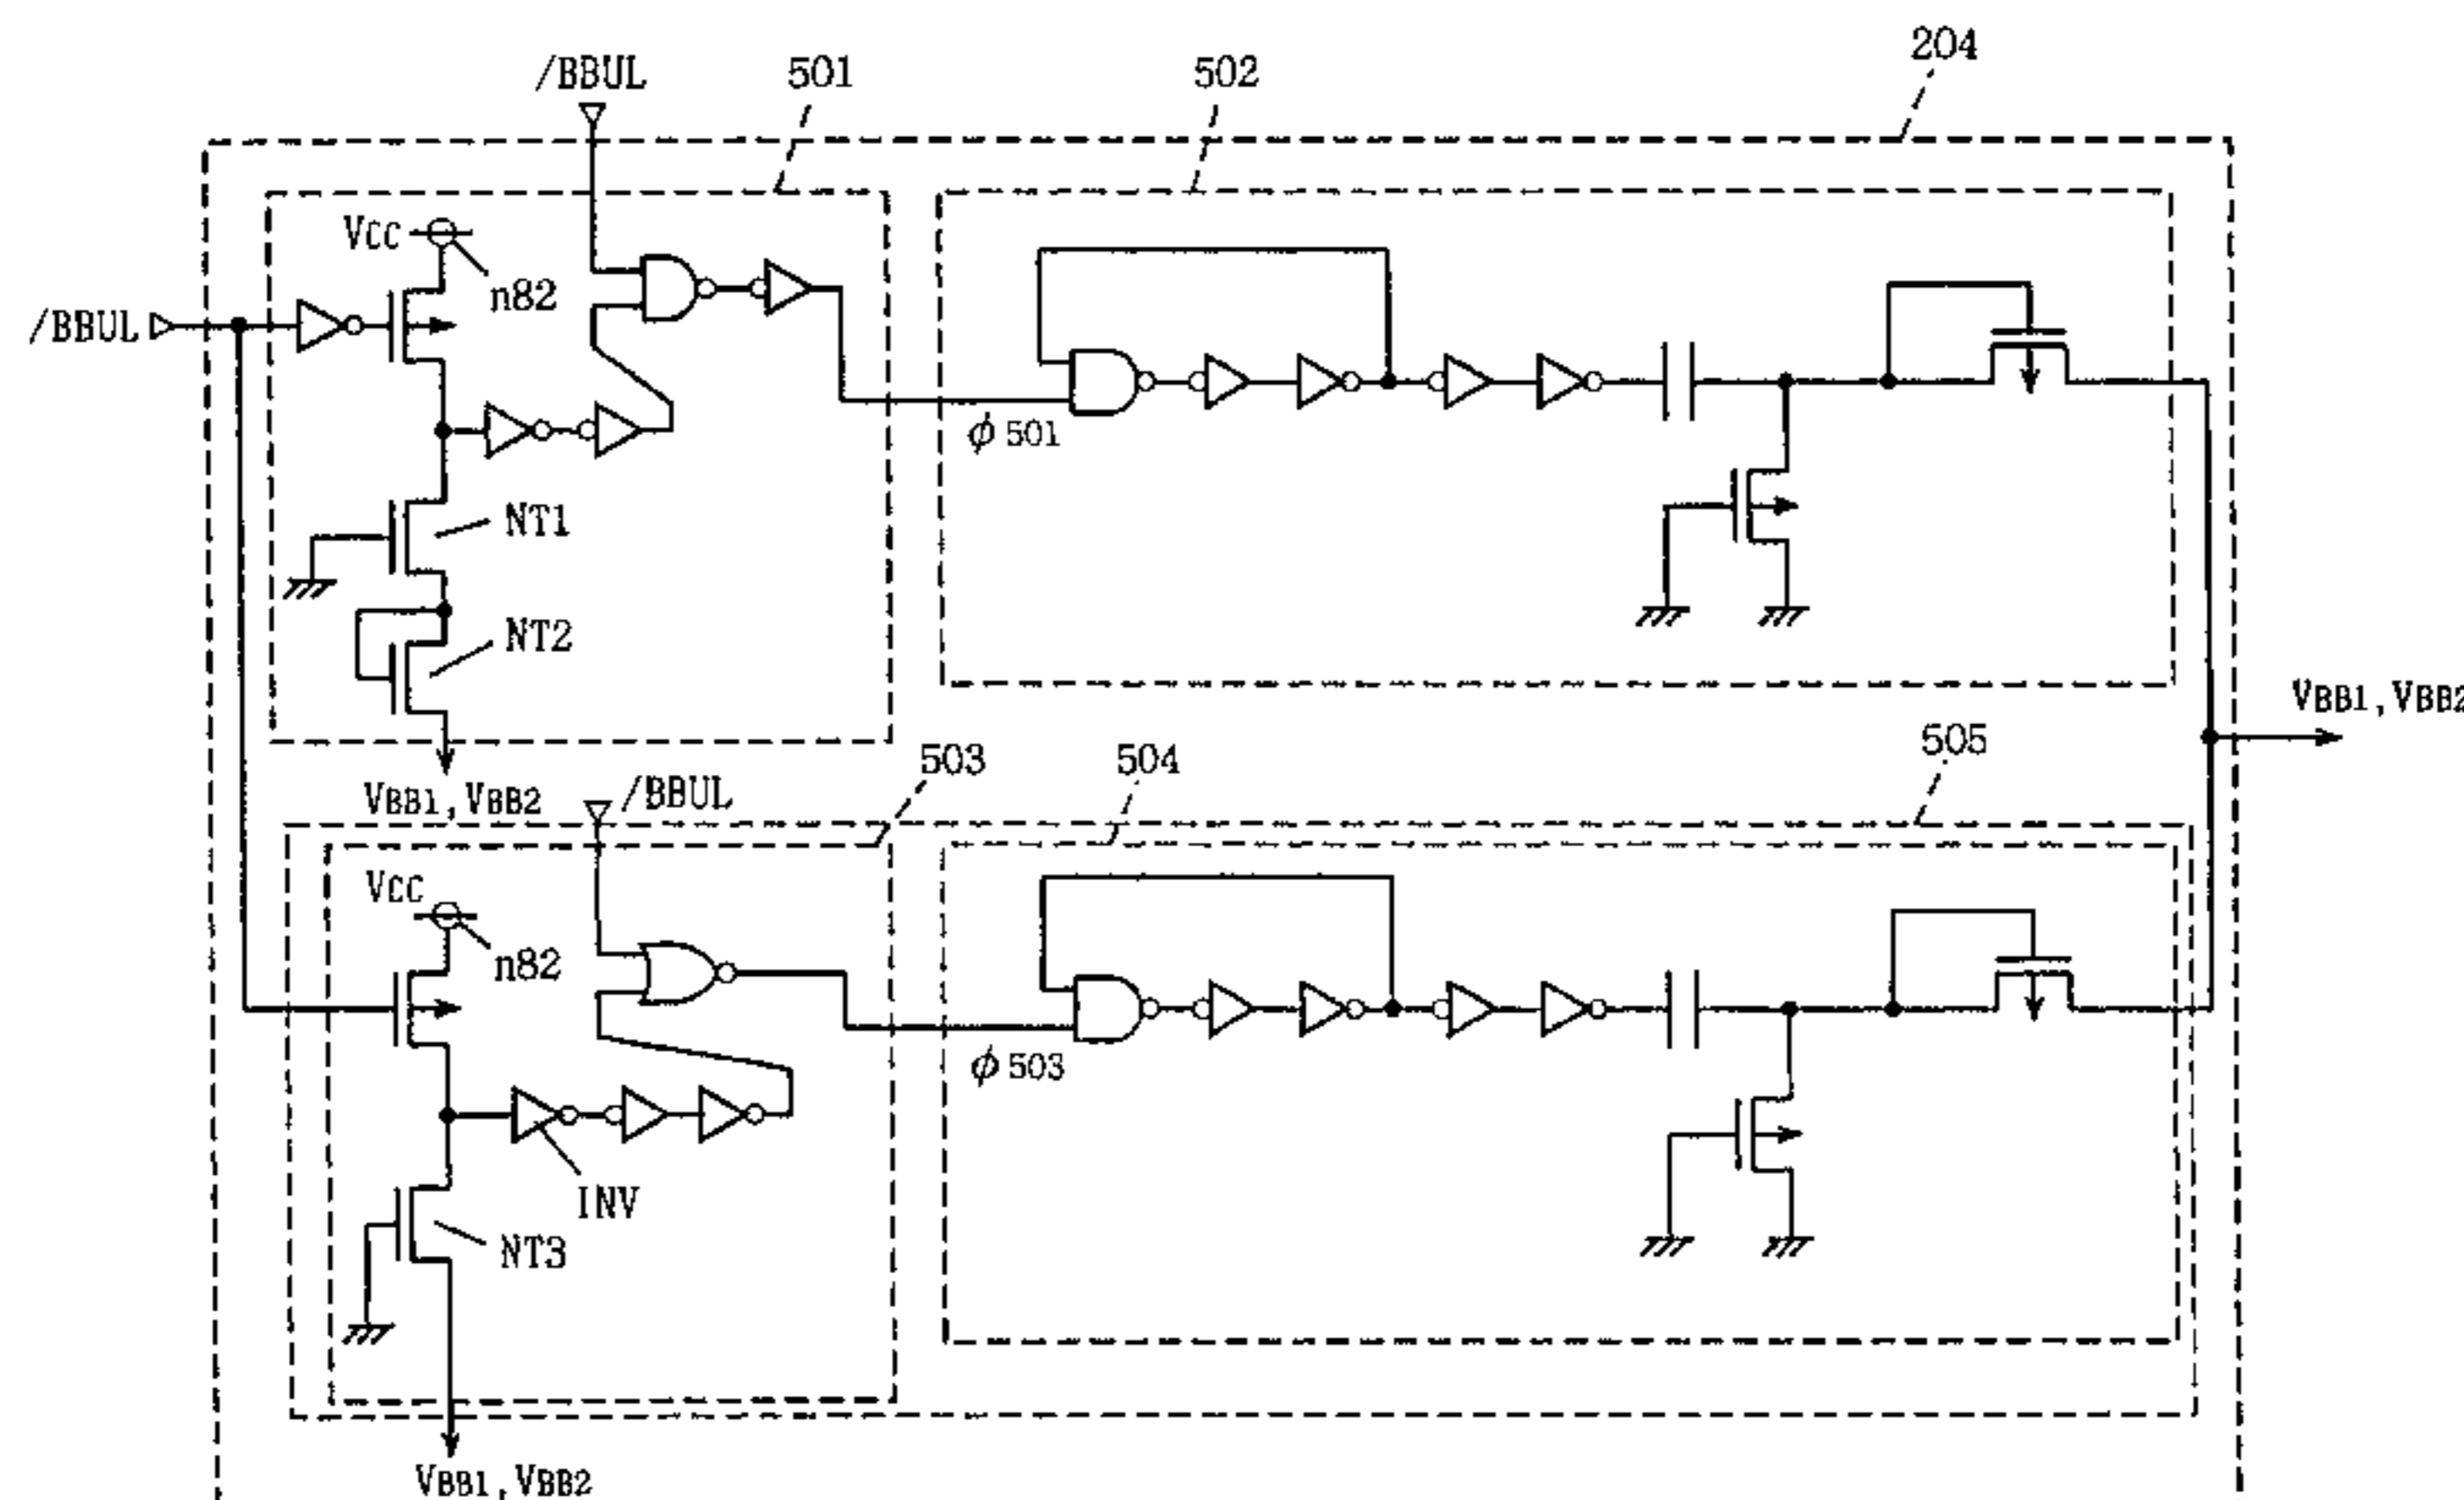 204
/BBUL
501
502
VCC
n82
/BBUL
φ 501
NT1
NT2
VBB1, VBB2
VBB1, VBB2
503
504
505
/BBUL
VCC
n82
φ 503
INV
NT3
VBB1, VBB2